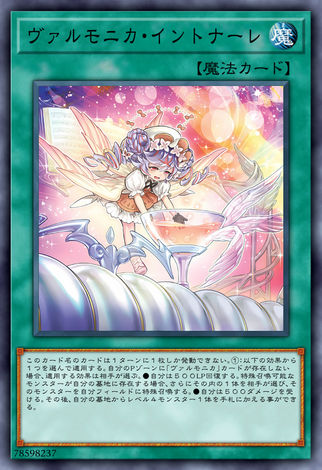 ヴァルモニカ・イントナーレ
魔
【魔法カード】
このカード名のカードは１ターンに１枚しか発動できない。①：以下の効果から
１つを選んで適用する。自分のＰゾーンに「ヴァルモニカ」カードが存在しない
場合、適用する効果は相手が選ぶ。●自分は５００ＬＰ回復する。特殊召喚可能な
モンスターが自分の墓地に存在する場合、さらにその内の１体を相手が選び、そ
のモンスターを自分フィールドに特殊召喚する。●自分は５００ダメージを受
ける。その後、自分の墓地からレベル４モンスター１体を手札に加える事ができ
る。
78598237